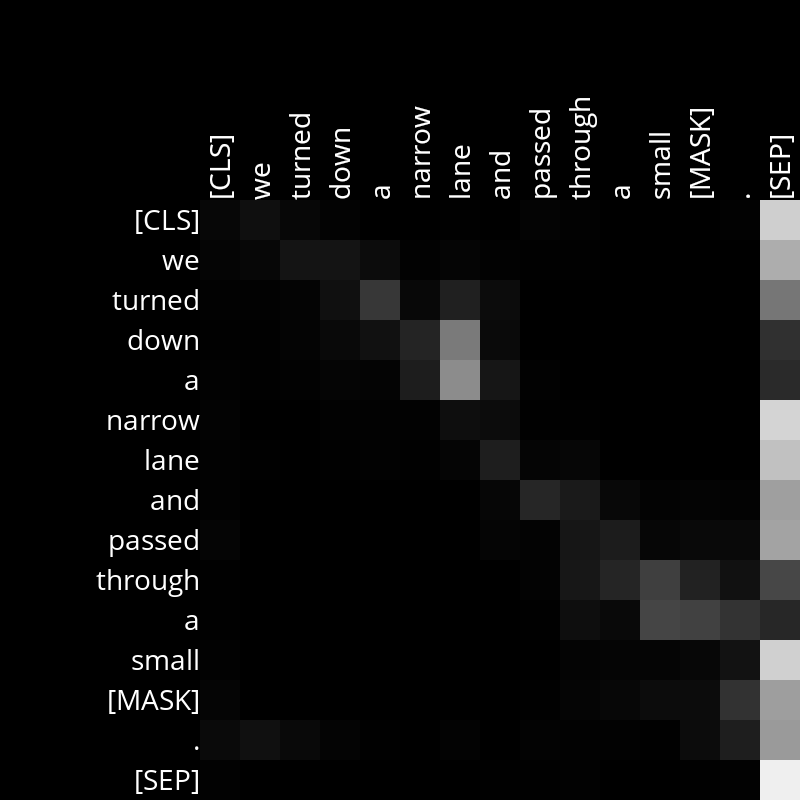 [CLS] we turned down a narrow lane and passed through a small [MASK] . [SEP]
[CLS]
we
turned
down
a
narrow
lane
and
passed
through
a
small
[MASK]
.
[SEP]